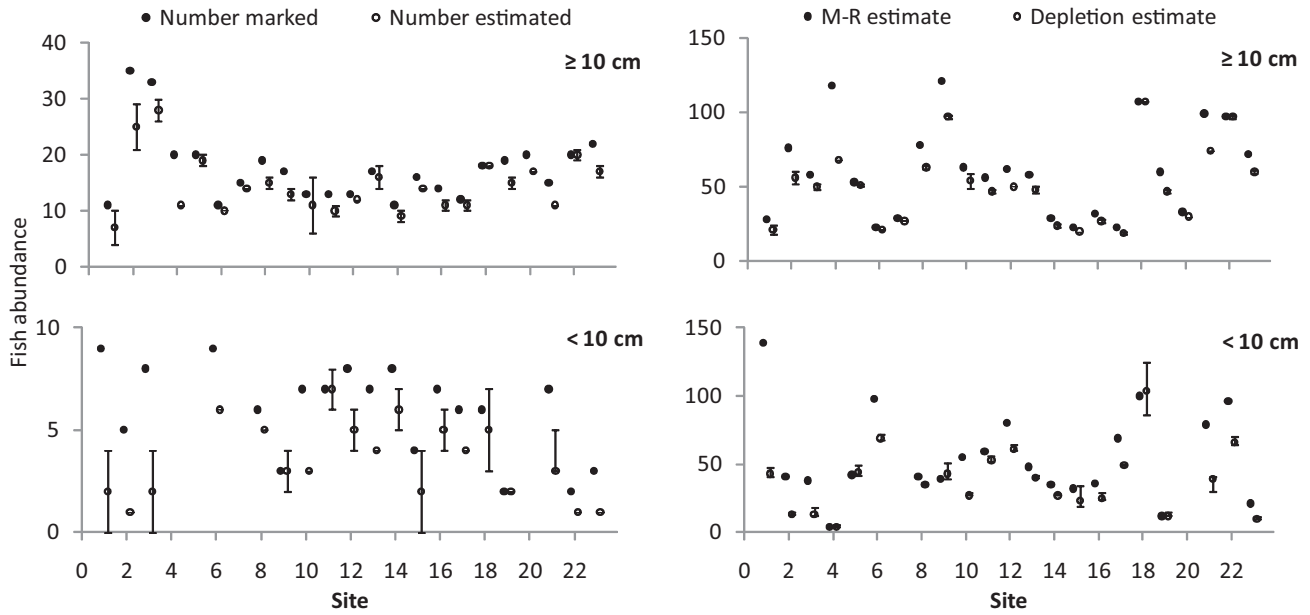 ● Number marked ○ Number estimated
≥ 10 cm
40
30
20
10
0
Fish abundance
< 10 cm
10
5
0
0 2 4 6 8 10 12 14 16 18 20 22
Site
● M-R estimate ○ Depletion estimate
≥ 10 cm
150
100
50
0
< 10 cm
150
100
50
0
0 2 4 6 8 10 12 14 16 18 20 22
Site